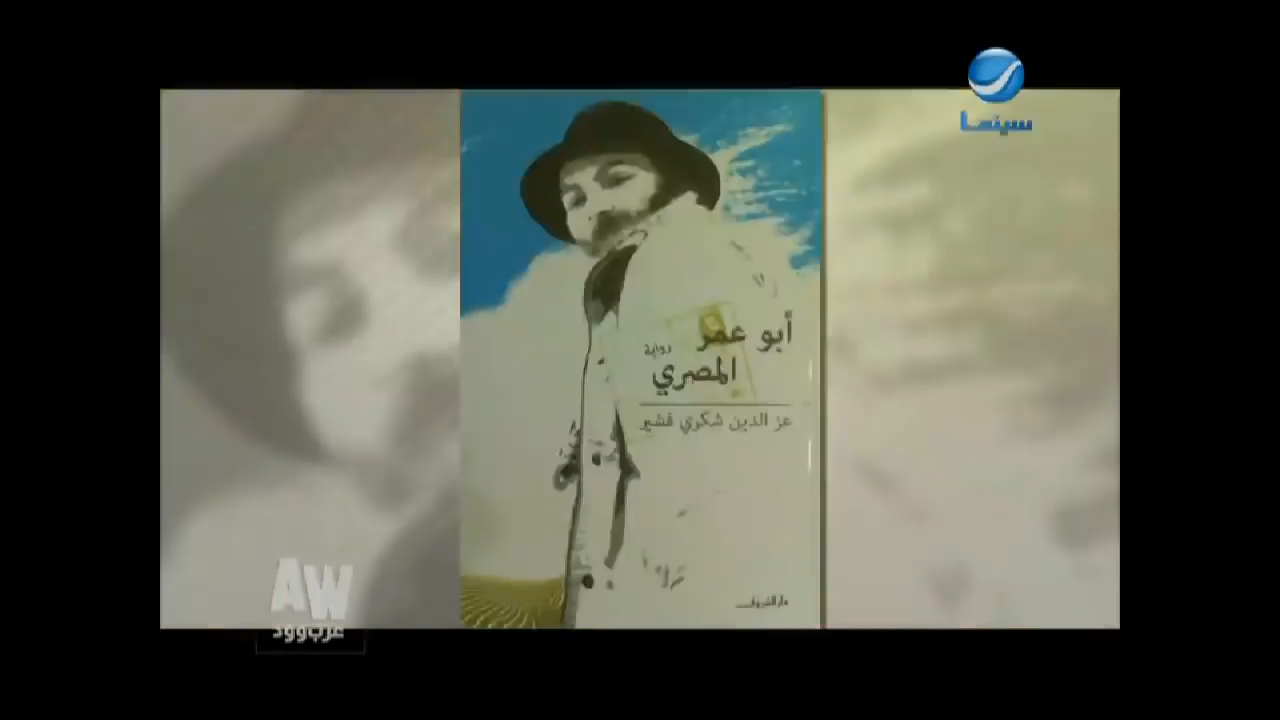 سينما
أبو عمر
رواية
المصري
عز الدين شكري فشير
دار الشروق
AW
عرب وود